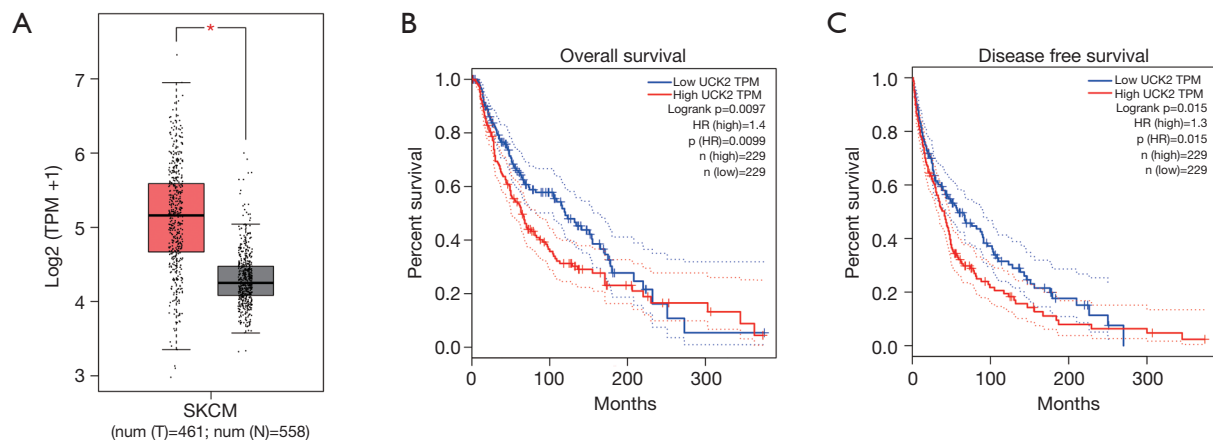 A
*
Log2 (TPM +1)
7
6
5
4
3
SKCM
(num (T)=461; num (N)=558)
B
Overall survival
Low UCK2 TPM
High UCK2 TPM
Logrank p=0.0097
HR (high)=1.4
p (HR)=0.0099
n (high)=229
n (low)=229
Percent survival
1.0
0.8
0.6
0.4
0.2
0.0
0 100 200 300
Months
C
Disease free survival
Low UCK2 TPM
High UCK2 TPM
Logrank p=0.015
HR (high)=1.3
p (HR)=0.015
n (high)=229
n (low)=229
Percent survival
1.0
0.8
0.6
0.4
0.2
0.0
0 100 200 300
Months